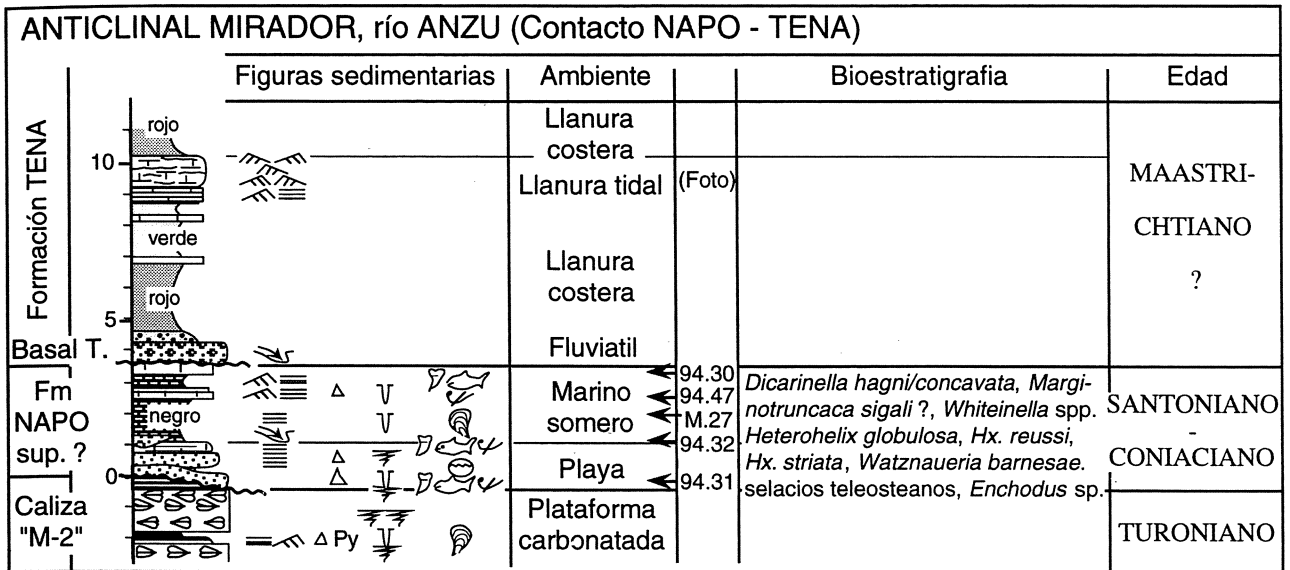 ANTICLINAL MIRADOR, río ANZU (Contacto NAPO - TENA)
Figuras sedimentarias
Ambiente
Bioestratigrafia
Edad
Formación TENA
Basal T.
Fm
NAPO
sup. ?
Caliza
"M-2"
10
5
0
rojo
verde
rojo
negro
Δ Py
Llanura
costera
Llanura tidal
Llanura
costera
Fluviatil
Marino
somero
Playa
Plataforma
carbonatada
(Foto)
94.30
94.47
M.27
94.32
94.31
Dicarinella hagni/concavata, Margi-
notruncaca sigali ?, Whiteinella spp.
Heterohelix globulosa, Hx. reussi,
Hx. striata, Watznaueria barnesae.
selacios teleosteanos, Enchodus sp.
MAASTRI-
CHTIANO
?
SANTONIANO
-
CONIACIANO
TURONIANO